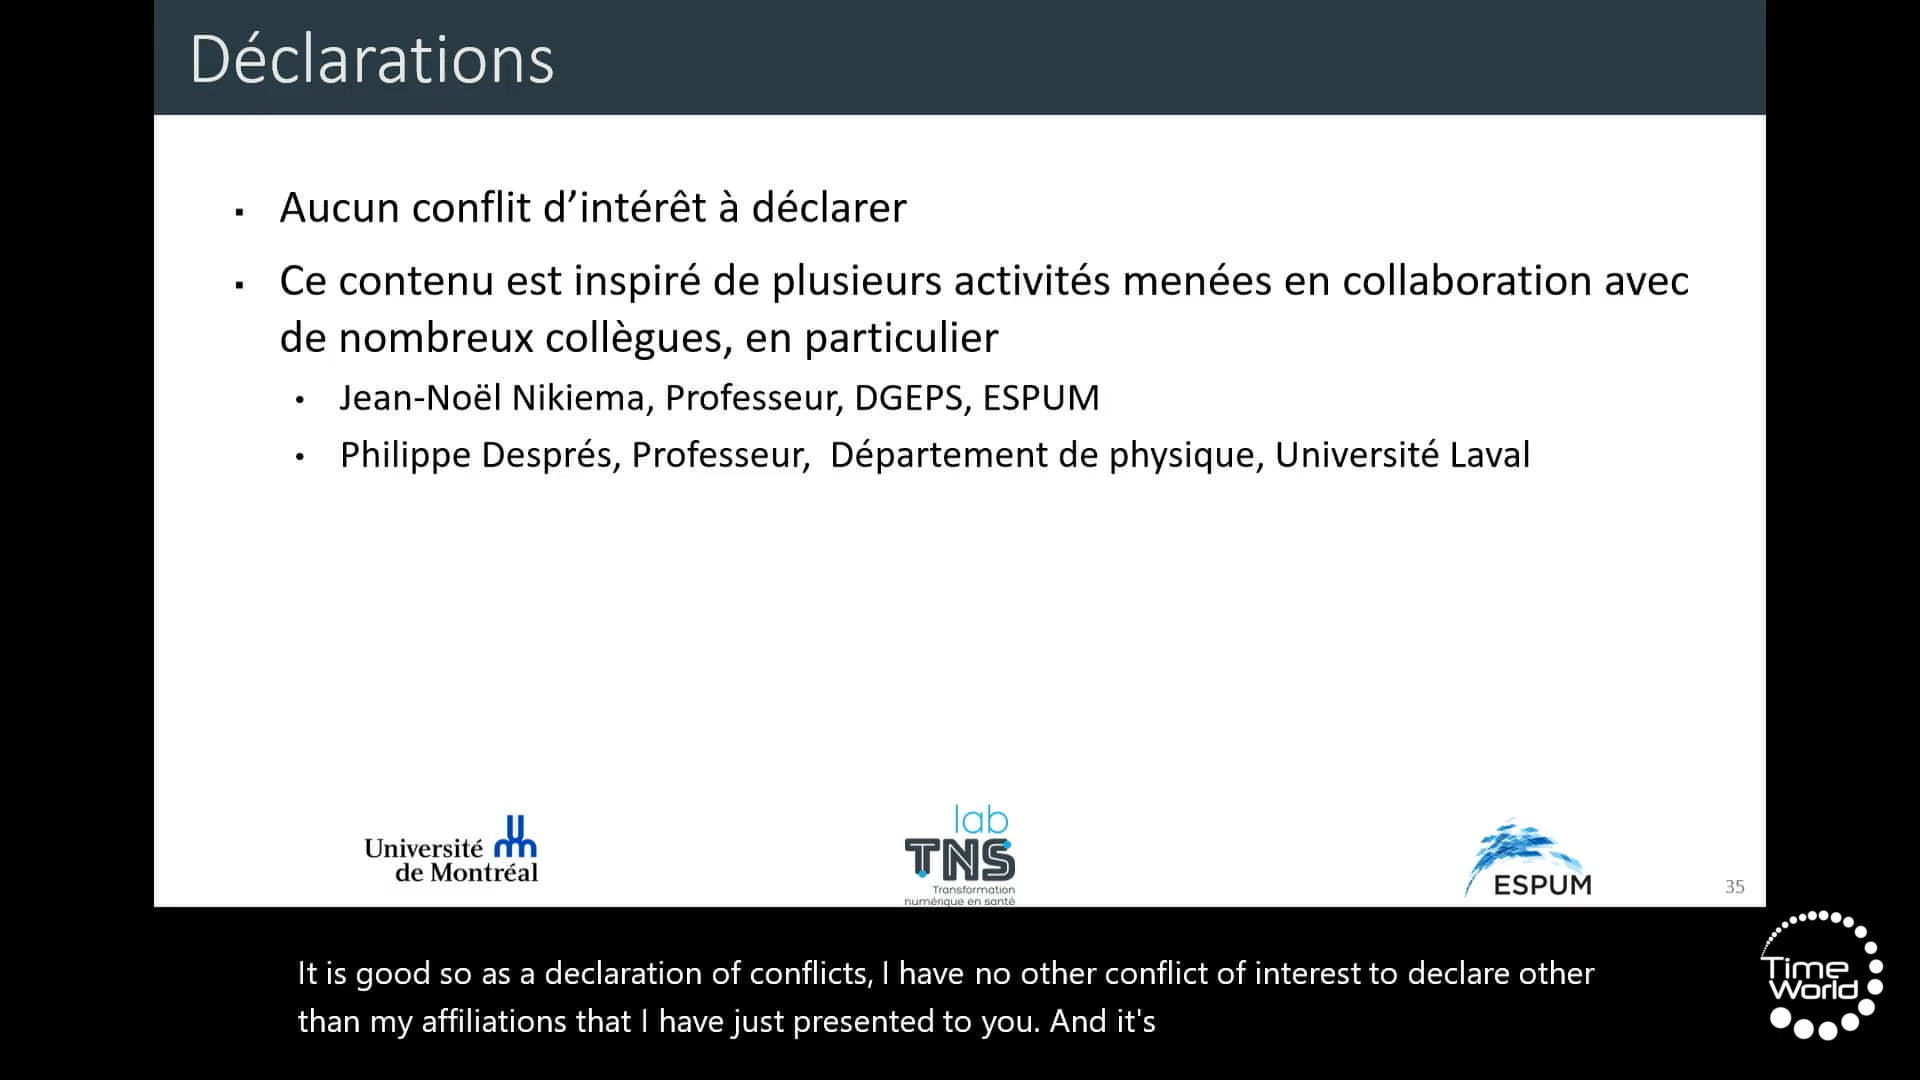 Déclarations
▪ Aucun conflit d’intérêt à déclarer
▪ Ce contenu est inspiré de plusieurs activités menées en collaboration avec
de nombreux collègues, en particulier
• Jean-Noël Nikiema, Professeur, DGEPS, ESPUM
• Philippe Després, Professeur, Département de physique, Université Laval
Université
de Montréal
lab
TNS
Transformation
numérique en santé
ESPUM
35
It is good so as a declaration of conflicts, I have no other conflict of interest to declare other
than my affiliations that I have just presented to you. And it's
Time
World